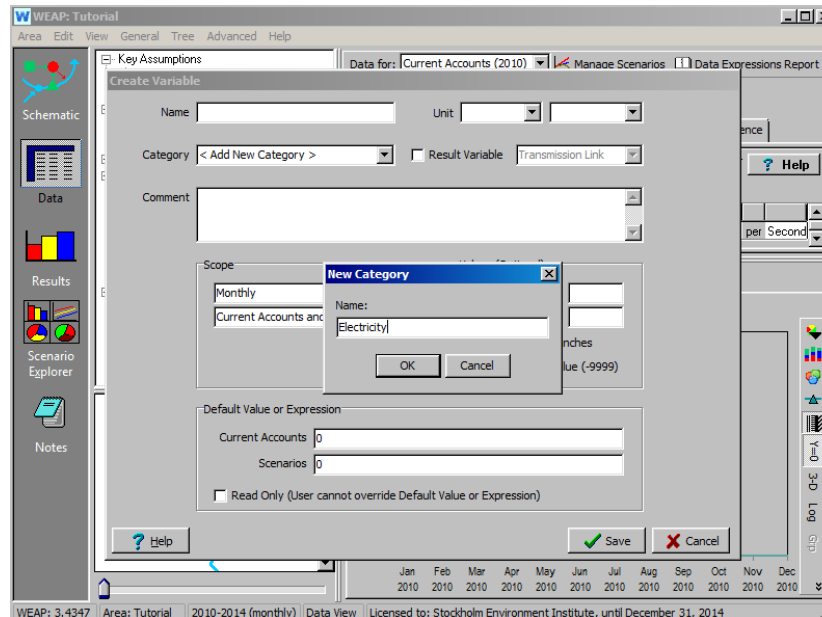 WEAP: Tutorial
Area Edit View General Tree Advanced Help
Key Assumptions
Data for: Current Accounts (2010) Manage Scenarios Data Expressions Report
Create Variable
Name Unit
Schematic
Category < Add New Category > Result Variable Transmission Link
Help
Comment
Data
per Second
Scope
New Category
Monthly
Name:
Results
Current Accounts and
Electricity
OK Cancel
lue (-9999)
Scenario
Explorer
Default Value or Expression
Current Accounts 0
Notes
Scenarios 0
Y=0
3-D
Read Only (User cannot override Default Value or Expression)
Log
Grp
Help Save Cancel
Jan Feb Mar Apr May Jun Jul Aug Sep Oct Nov Dec
2010 2010 2010 2010 2010 2010 2010 2010 2010 2010 2010 2010
WEAP: 3.4347 Area: Tutorial 2010-2014 (monthly) Data View Licensed to: Stockholm Environment Institute, until December 31, 2014